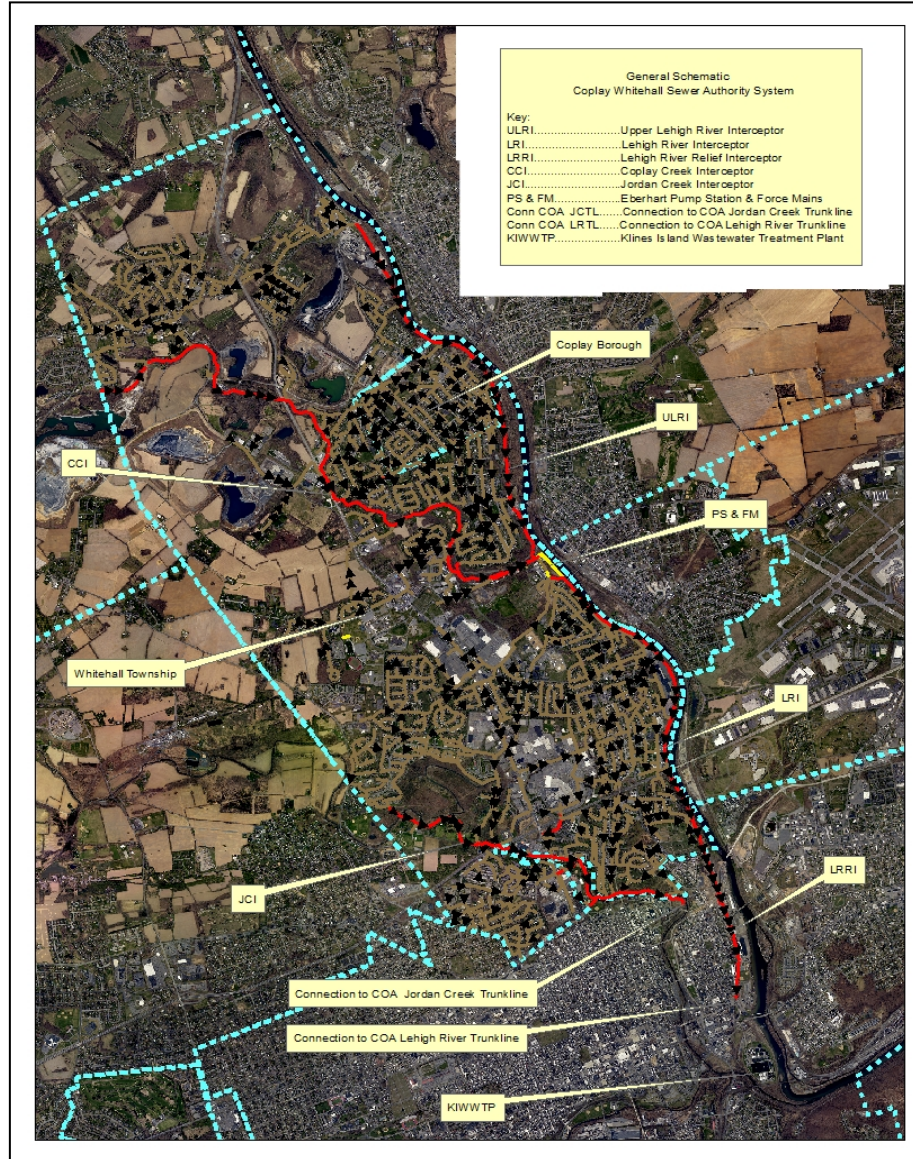 General Schematic
Coplay Whitehall Sewer Authority System
Key:
ULRI..........................Upper Lehigh River Interceptor
LRI.............................Lehigh River Interceptor
LRRI..........................Lehigh River Relief Interceptor
CCI............................Coplay Creek Interceptor
JCI.............................Jordan Creek Interceptor
PS & FM...................Eberhart Pump Station & Force Mains
Conn COA JCTL......Connection to COA Jordan Creek Trunkline
Conn COA LRTL.....Connection to COA Lehigh River Trunkline
KIWWTP....................Klines Island Wastewater Treatment Plant
Coplay Borough
ULRI
CCI
PS & FM
Whitehall Township
LRI
LRRI
JCI
Connection to COA Jordan Creek Trunkline
Connection to COA Lehigh River Trunkline
KIWWTP